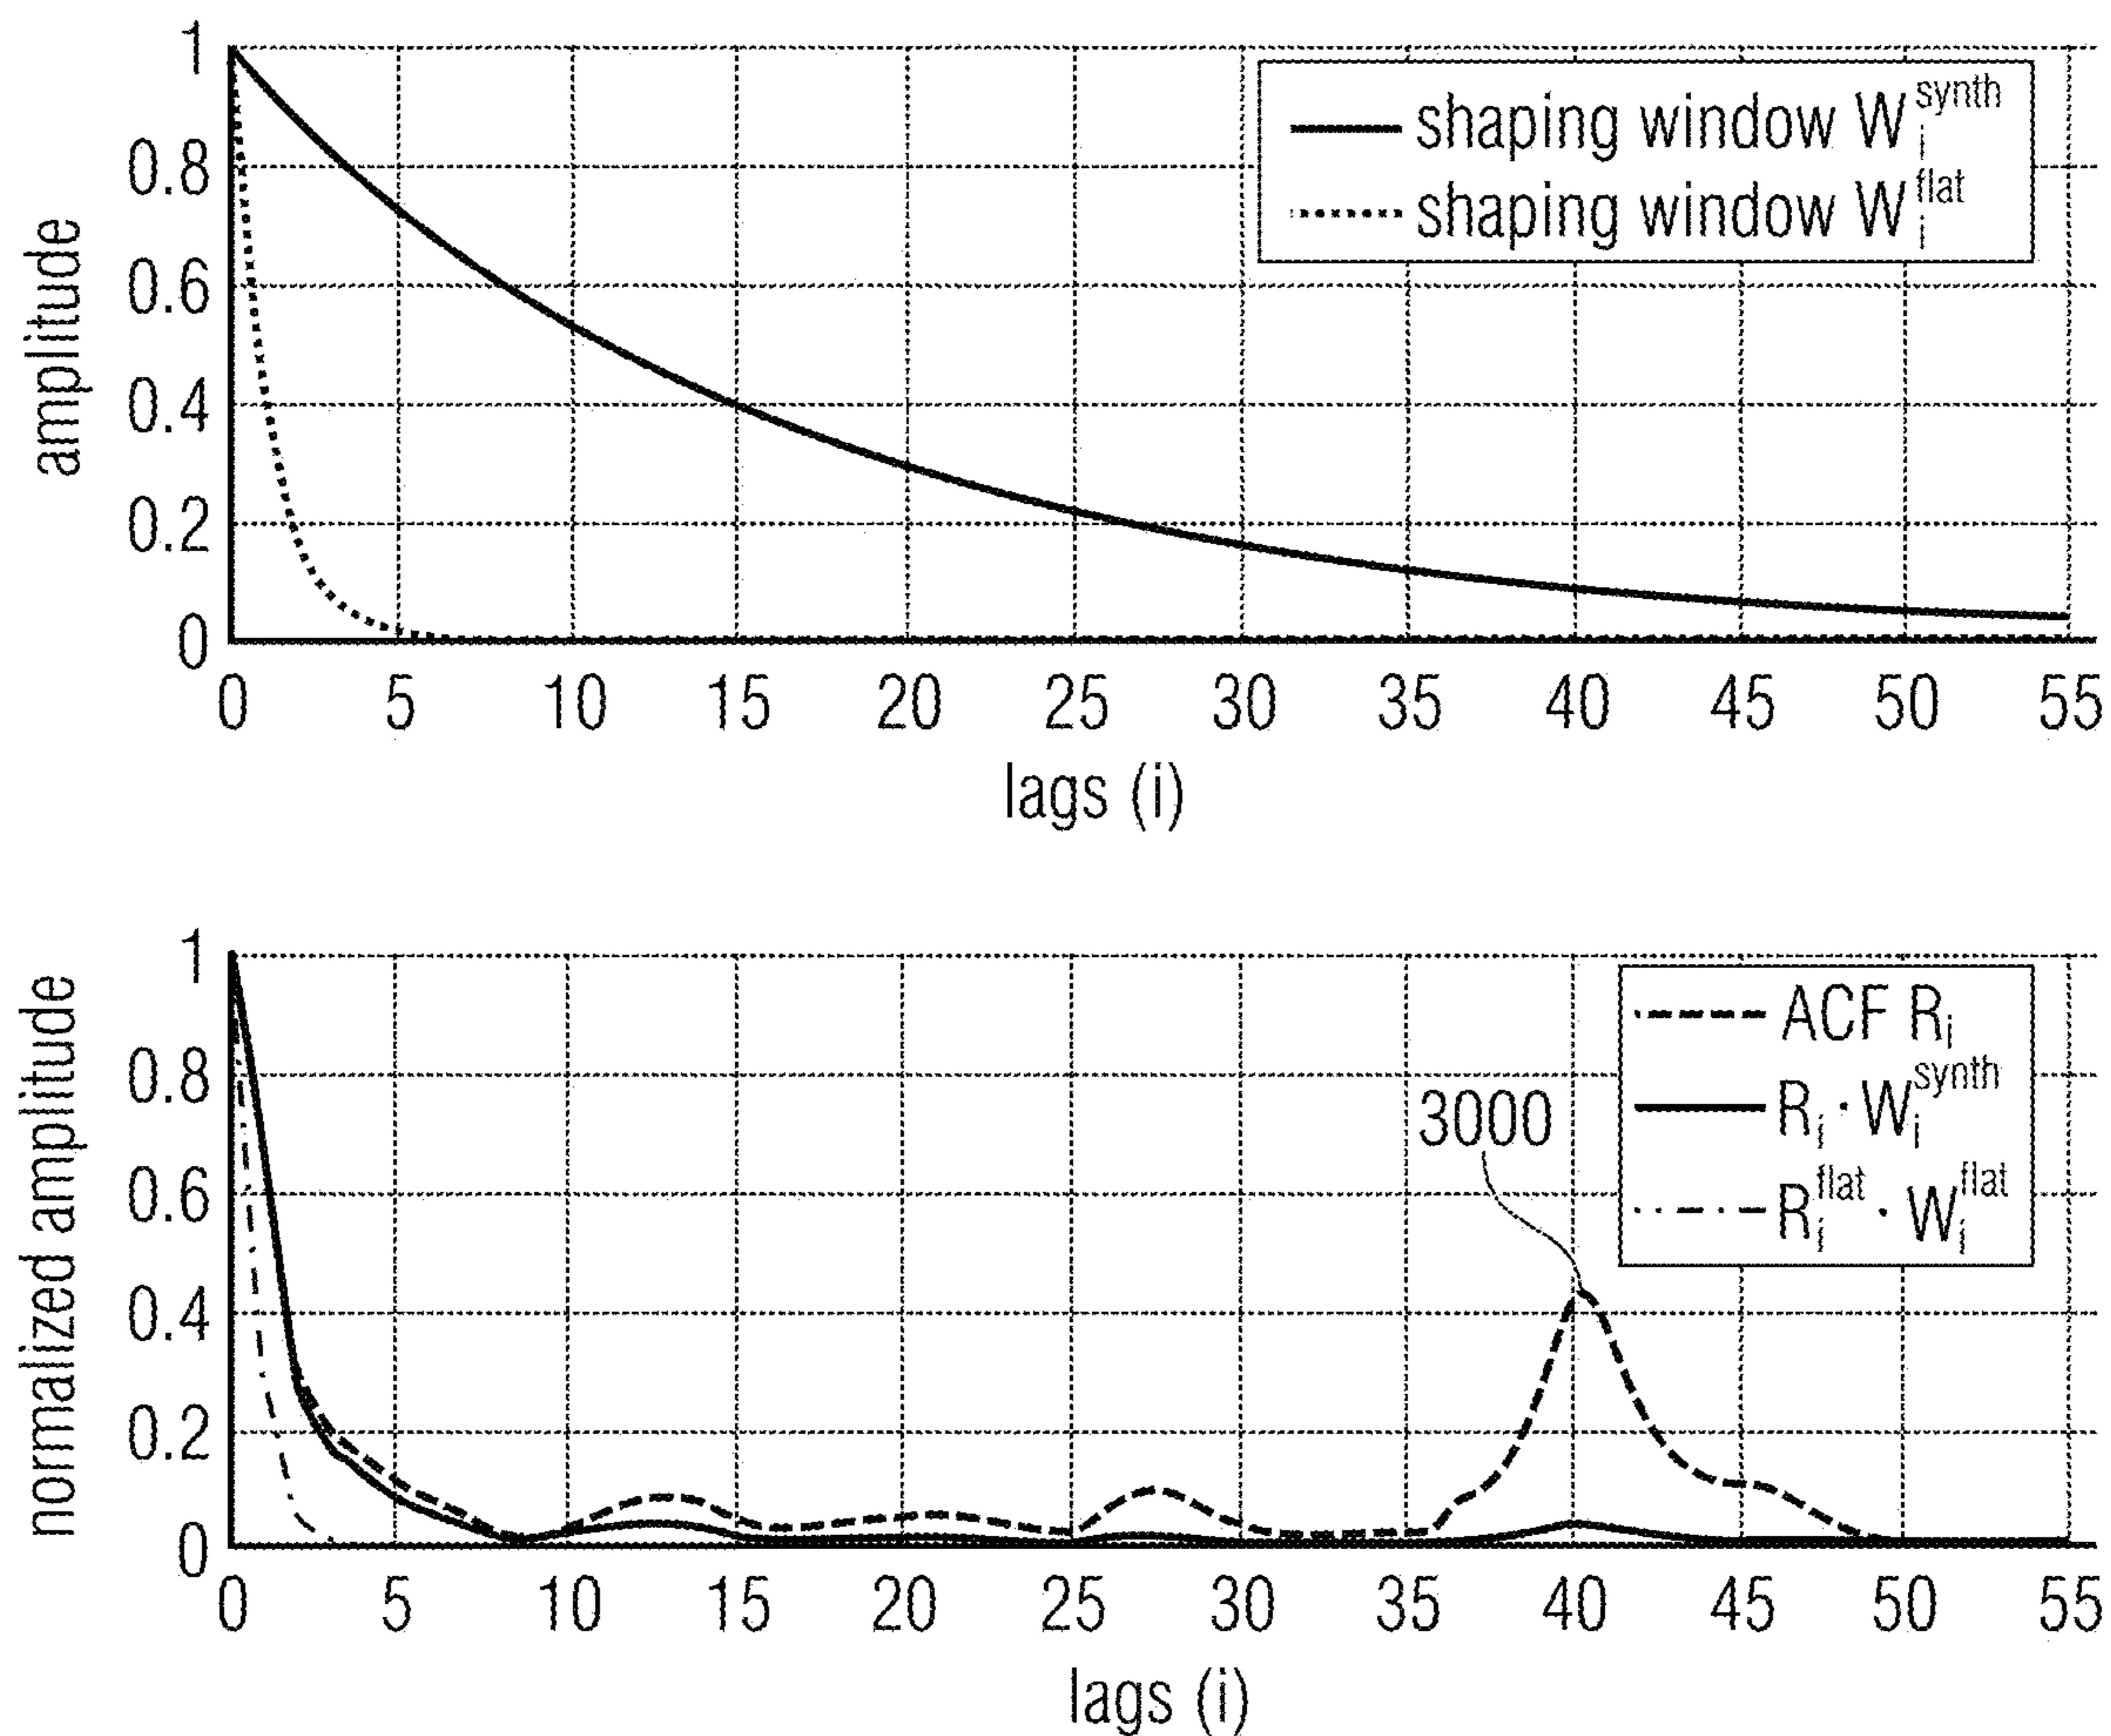 amplitude
1
0.8
0.6
0.4
0.2
0
0 5 10 15 20 25 30 35 40 45 50 55
lags (i)
shaping window W_i^synth
shaping window W_i^flat
normalized amplitude
1
0.8
0.6
0.4
0.2
0
0 5 10 15 20 25 30 35 40 45 50 55
lags (i)
3000
ACF R_i
R_i · W_i^synth
R_i^flat · W_i^flat